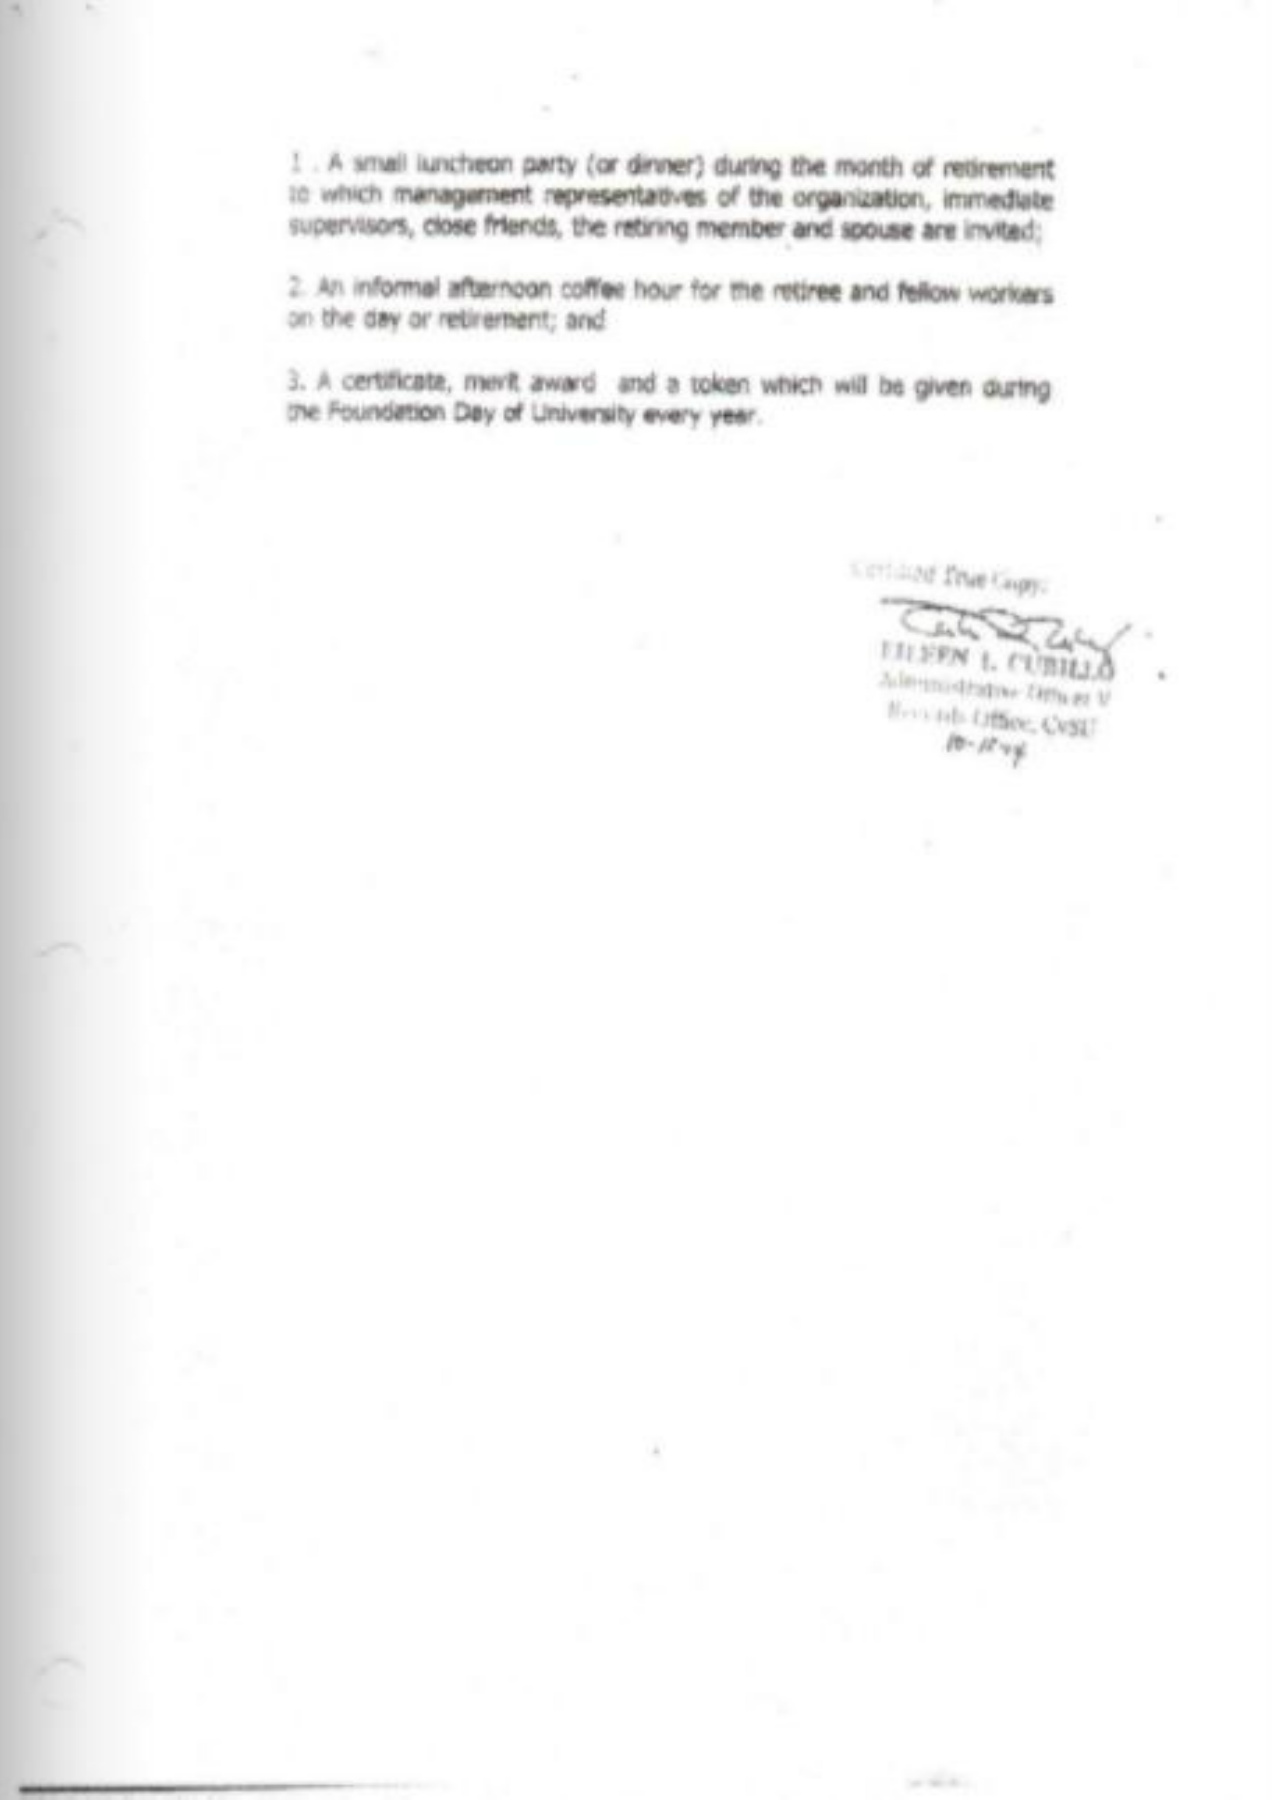 1 . A small luncheon party (or dinner) during the month of retirement
to which management representatives of the organization, immediate
supervisors, close friends, the retiring member and spouse are invited;
2. An informal afternoon coffee hour for the retiree and fellow workers
on the day or retirement; and
3. A certificate, merit award and a token which will be given during
the Foundation Day of University every year.
Certified True Copy:
EILEEN L. CUBILLO
Administrative Officer V
Records Office, CvSU